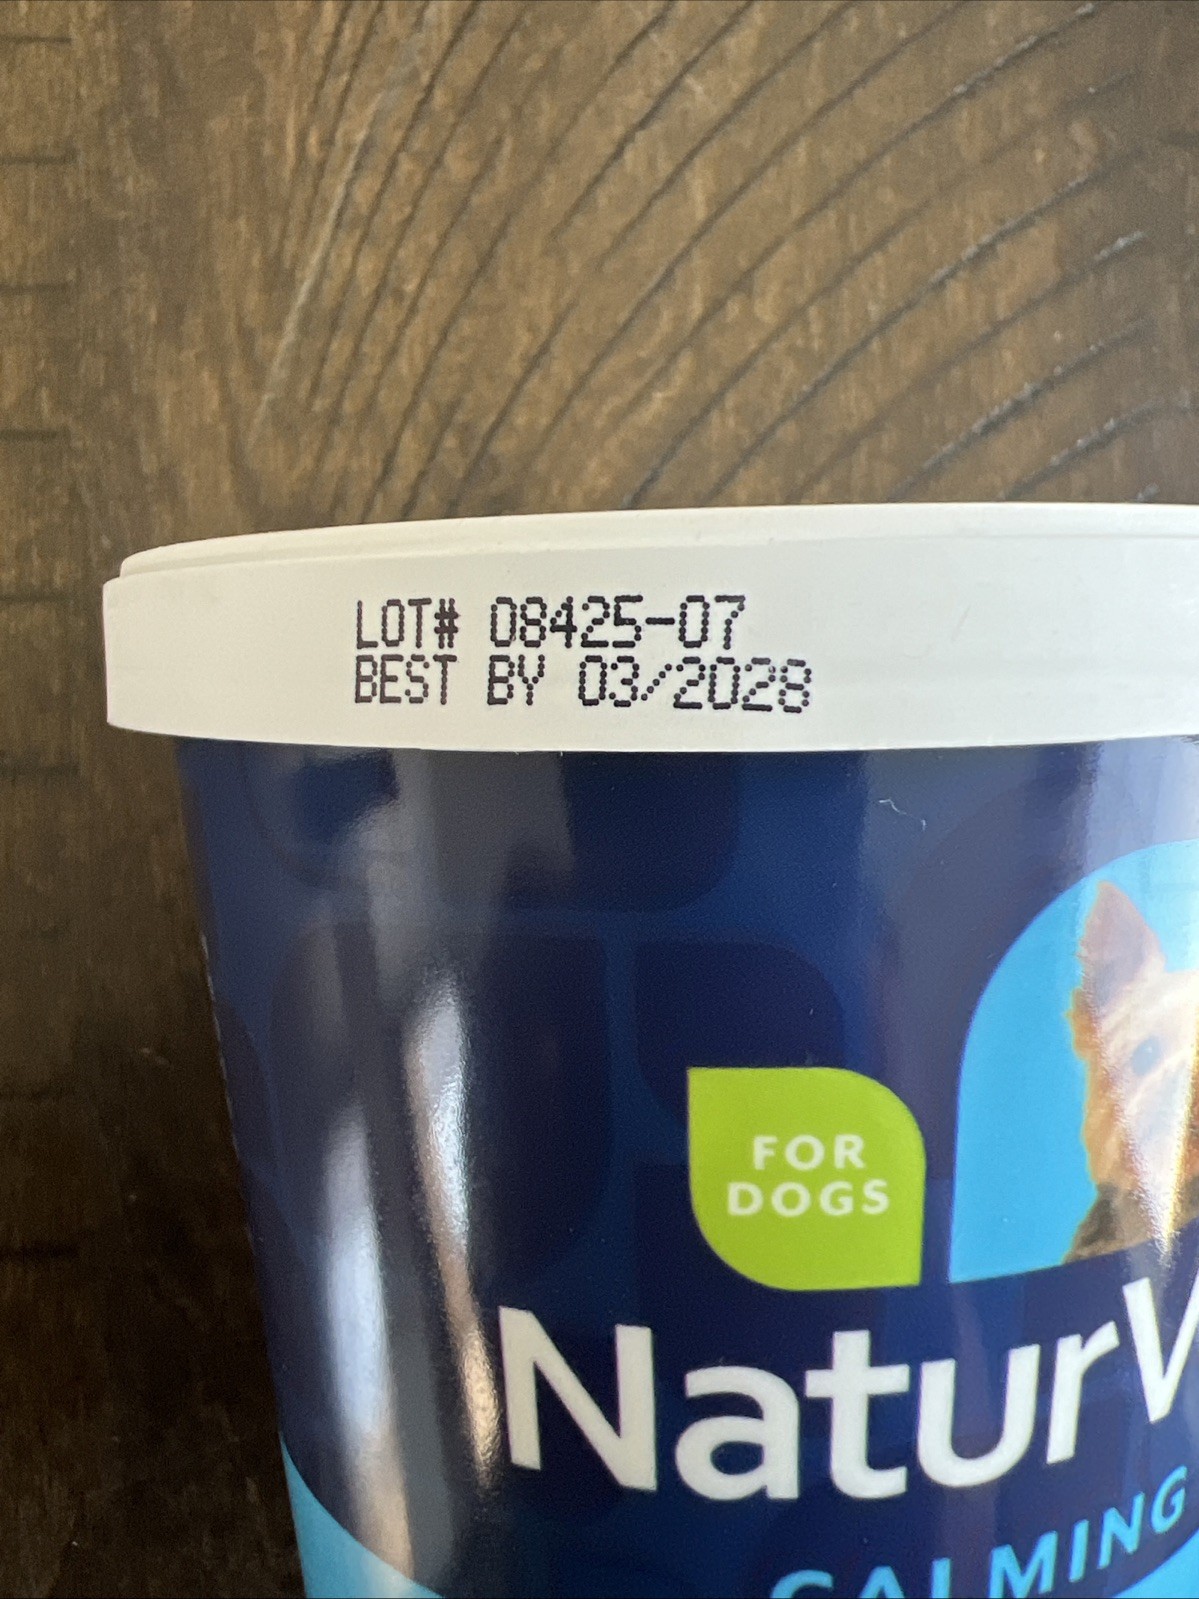 LOT# 08425-07
BEST BY 03/2028
FOR
DOGS
NaturV
CALMING